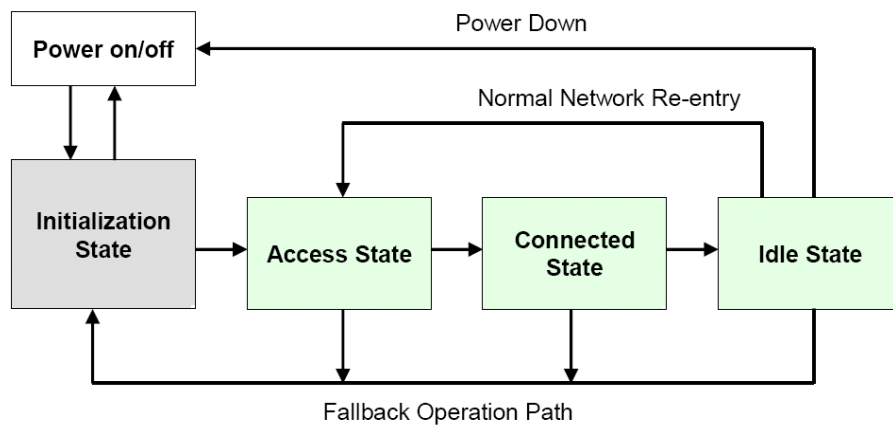 Power Down
Power on/off
Normal Network Re-entry
Initialization
State
Access State
Connected
State
Idle State
Fallback Operation Path